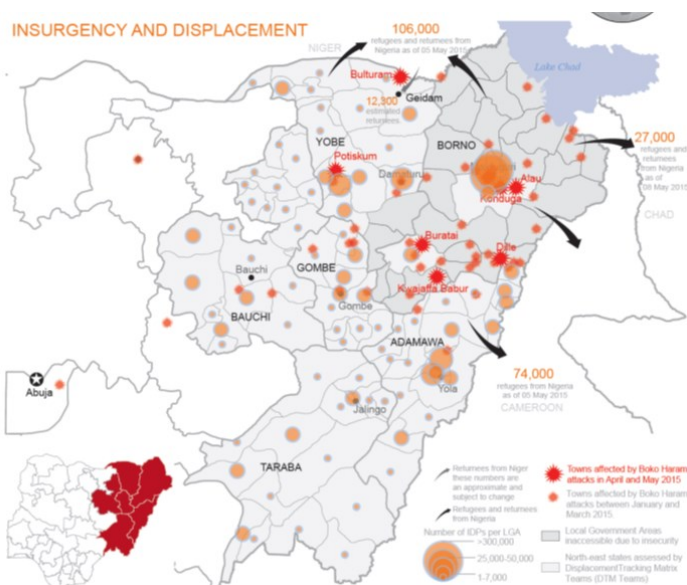 INSURGENCY AND DISPLACEMENT
106,000
refugees and returnees from
Nigeria as of 05 May 2015
NIGER
Bulturam
Geidam
12,300
estimated
returnees
Lake Chad
YOBE
Potiskum
Damaturu
BORNO
Alau
Konduga
27,000
refugees and
returnees
from Nigeria
as of
08 May 2015
CHAD
Buratai
Dille
GOMBE
Bauchi
Kwajaffa Babur
Gombe
BAUCHI
ADAMAWA
74,000
refugees from Nigeria
as of 05 May 2015
CAMEROON
Abuja
Yola
Jalingo
TARABA
Returnees from Niger
these numbers are
an approximate and
subject to change
Refugees and returnees
from Nigeria
Number of IDPs per LGA
>300,000
25,000-50,000
1-7,000
Towns affected by Boko Haram
attacks in April and May 2015
Towns affected by Boko Haram
attacks between January and
March 2015
Local Government Areas
inaccessible due to insecurity
North-east states assessed by
DisplacementTracking Matrix
Teams (DTM Teams)